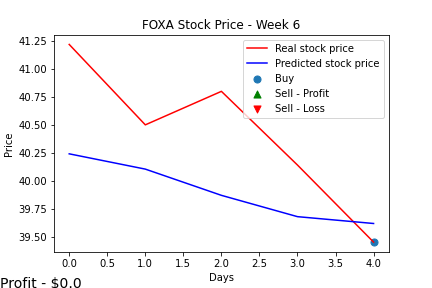 FOXA Stock Price - Week 6
Real stock price
Predicted stock price
Buy
Sell - Profit
Sell - Loss
Price
41.25
41.00
40.75
40.50
40.25
40.00
39.75
39.50
0.0 0.5 1.0 1.5 2.0 2.5 3.0 3.5 4.0
Days
Profit - $0.0